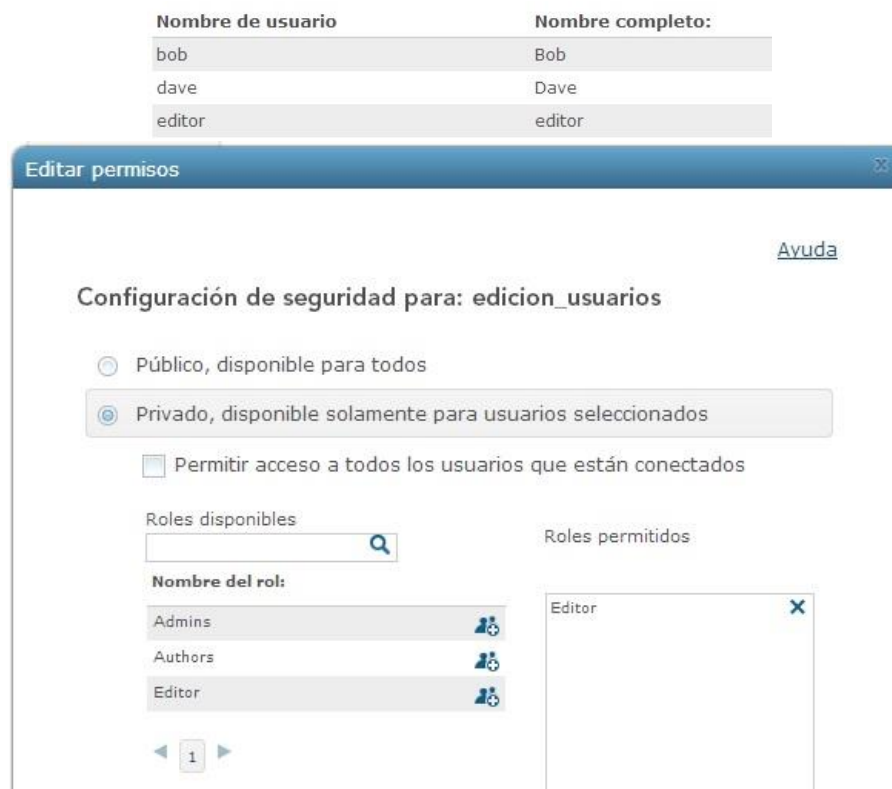 Nombre de usuario Nombre completo:
bob Bob
dave Dave
editor editor
Editar permisos
Ayuda
Configuración de seguridad para: edicion_usuarios
Público, disponible para todos
Privado, disponible solamente para usuarios seleccionados
Permitir acceso a todos los usuarios que están conectados
Roles disponibles
Roles permitidos
Nombre del rol:
Admins
Authors
Editor
1
Editor